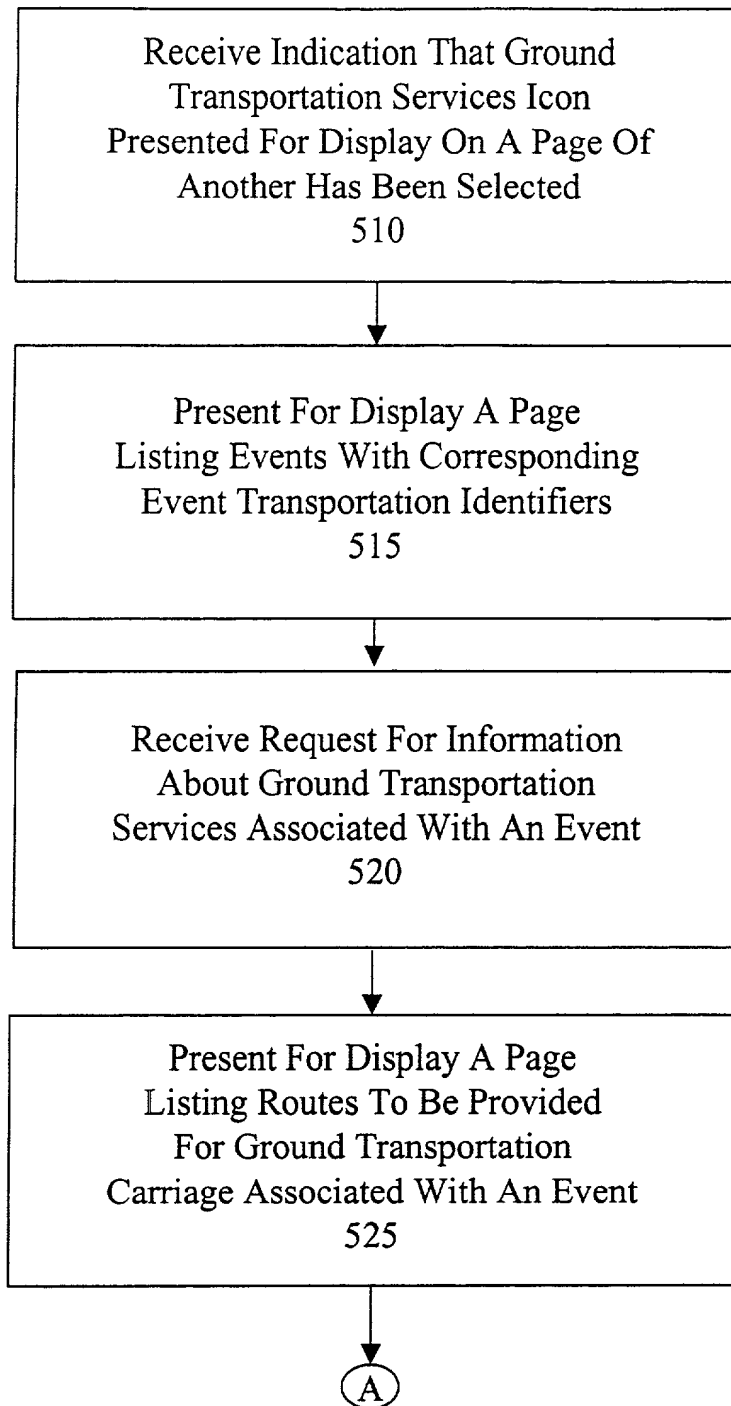 Receive Indication That Ground
Transportation Services Icon
Presented For Display On A Page Of
Another Has Been Selected
510
Present For Display A Page
Listing Events With Corresponding
Event Transportation Identifiers
515
Receive Request For Information
About Ground Transportation
Services Associated With An Event
520
Present For Display A Page
Listing Routes To Be Provided
For Ground Transportation
Carriage Associated With An Event
525
A